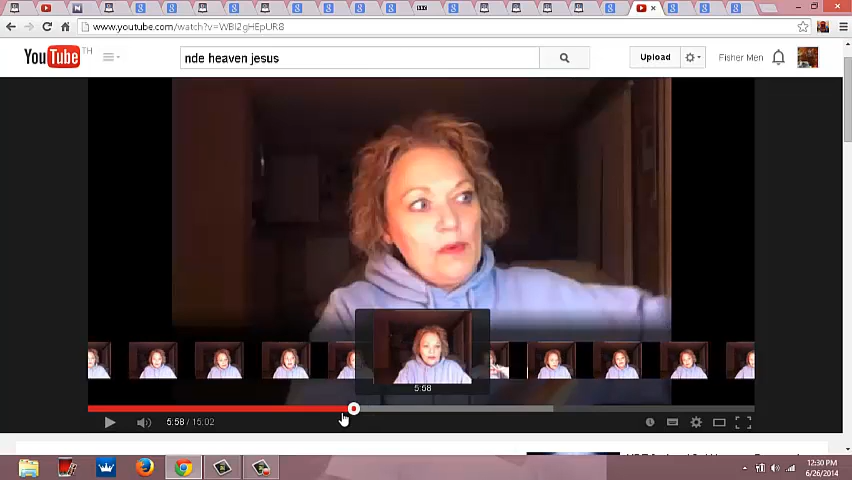 www.youtube.com/watch?v=WBl2gHEpUR8
YouTube TH
nde heaven jesus
Upload
Fisher Men
5:58
5:58 / 15:02
12:30 PM
6/26/2014